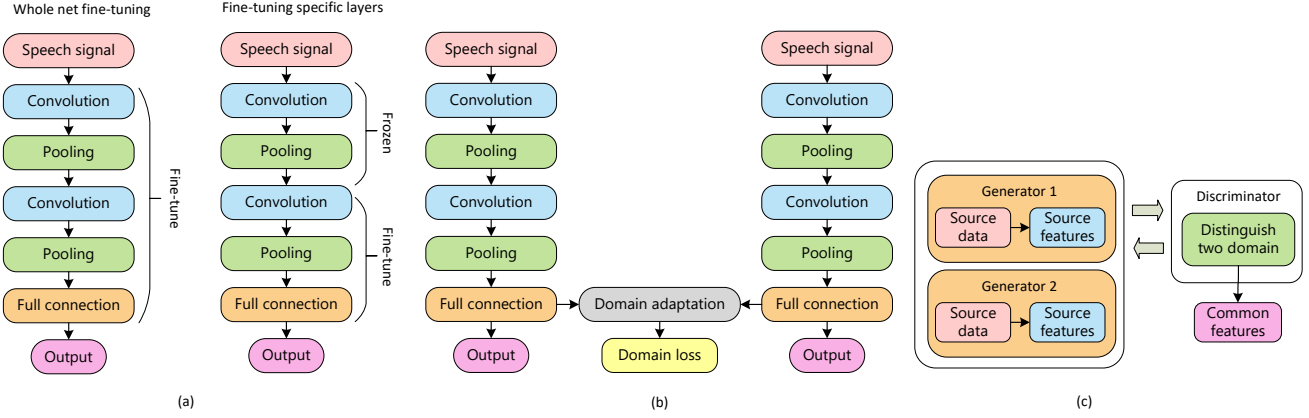 Whole net fine-tuning
Speech signal
Convolution
Pooling
Convolution
Pooling
Full connection
Output
Fine-tune
Fine-tuning specific layers
Speech signal
Convolution
Pooling
Convolution
Pooling
Full connection
Output
Frozen
Fine-tune
(a)
Speech signal
Convolution
Pooling
Convolution
Pooling
Full connection
Output
Domain adaptation
Domain loss
Speech signal
Convolution
Pooling
Convolution
Pooling
Full connection
Output
(b)
Generator 1
Source
data
Source
features
Generator 2
Source
data
Source
features
Discriminator
Distinguish
two domain
Common
features
(c)